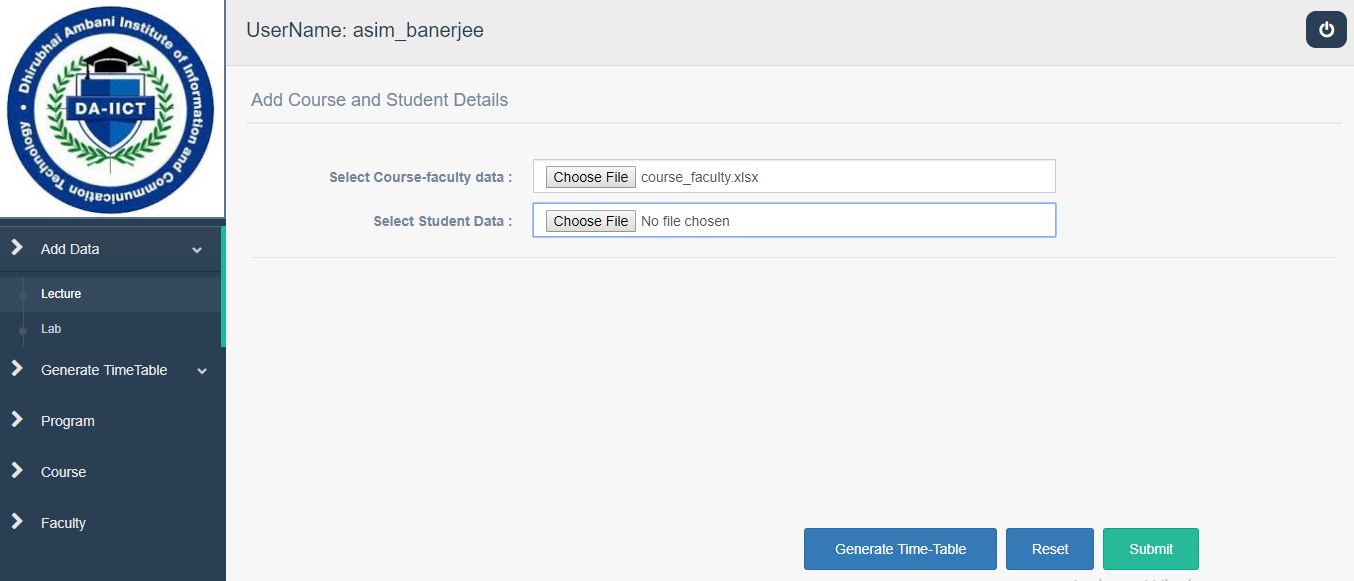 Dhirubhai Ambani Institute of Information and Communication Technology
DA-IICT
UserName: asim_banerjee
Add Course and Student Details
Select Course-faculty data : Choose File course_faculty.xlsx
Select Student Data : Choose File No file chosen
Add Data
Lecture
Lab
Generate TimeTable
Program
Course
Faculty
Generate Time-Table Reset Submit